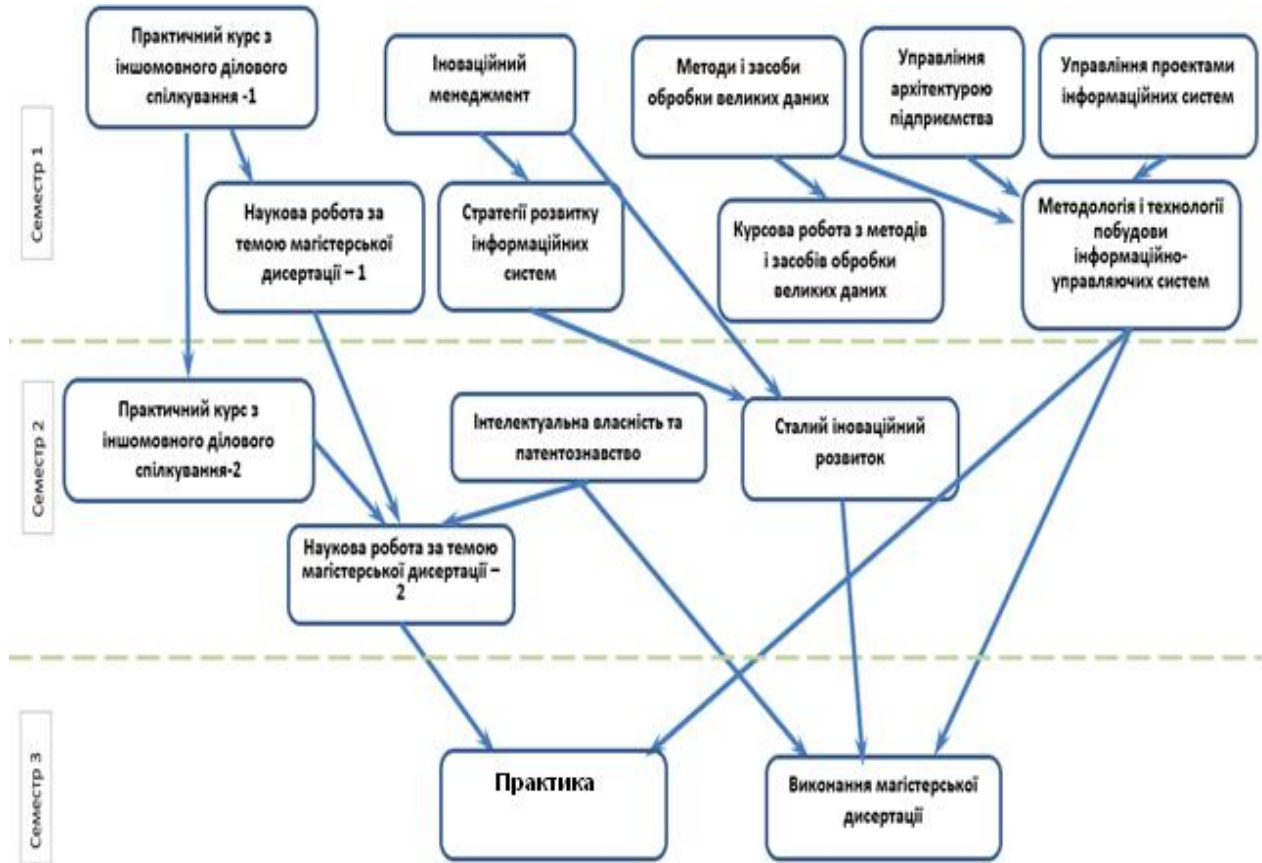 Семестр 1
Практичний курс з
іншомовного ділового
спілкування -1
Іноваційний
менеджмент
Методи і засоби
обробки великих даних
Управління
архітектурою
підприємства
Управління проектами
інформаційних систем
Наукова робота за
темою магістерської
дисертації – 1
Стратегії розвитку
інформаційних
систем
Курсова робота з методів
і засобів обробки
великих даних
Методологія і технології
побудови
інформаційно-
управляючих систем
Семестр 2
Практичний курс з
іншомовного ділового
спілкування-2
Інтелектуальна власність та
патентознавство
Сталий іноваційний
розвиток
Наукова робота за темою
магістерської дисертації –
2
Семестр 3
Практика
Виконання магістерської
дисертації